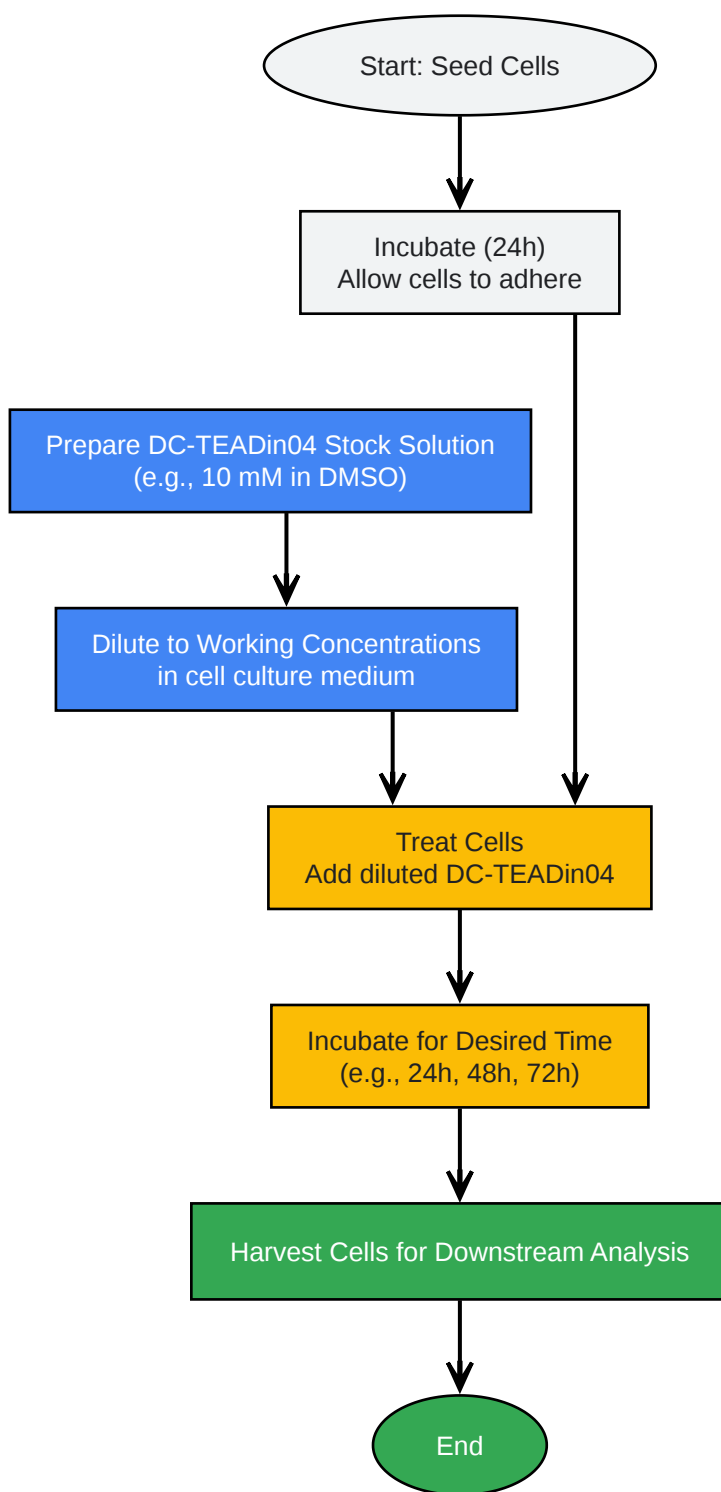 Start: Seed Cells
Incubate (24h)
Allow cells to adhere
Prepare DC-TEADin04 Stock Solution
(e.g., 10 mM in DMSO)
Dilute to Working Concentrations
in cell culture medium
Treat Cells
Add diluted DC-TEADin04
Incubate for Desired Time
(e.g., 24h, 48h, 72h)
Harvest Cells for Downstream Analysis
End